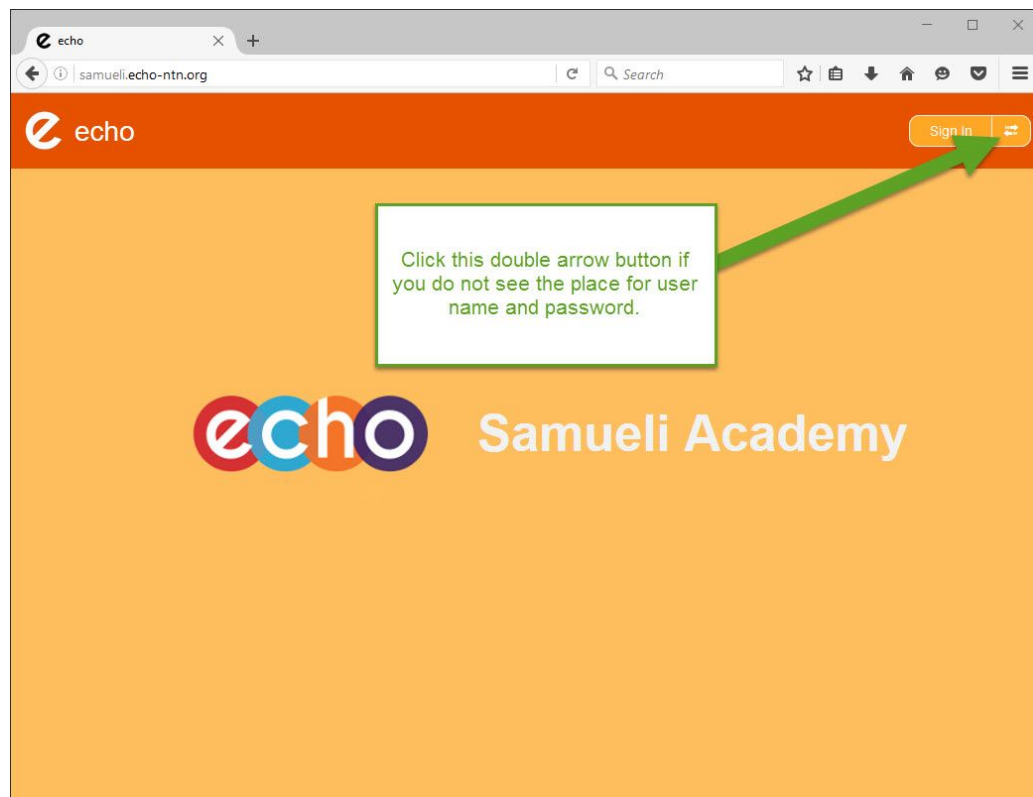 echo
samueli.echo-ntn.org
Search
echo
Sign In
Click this double arrow button if
you do not see the place for user
name and password.
echo
Samueli Academy